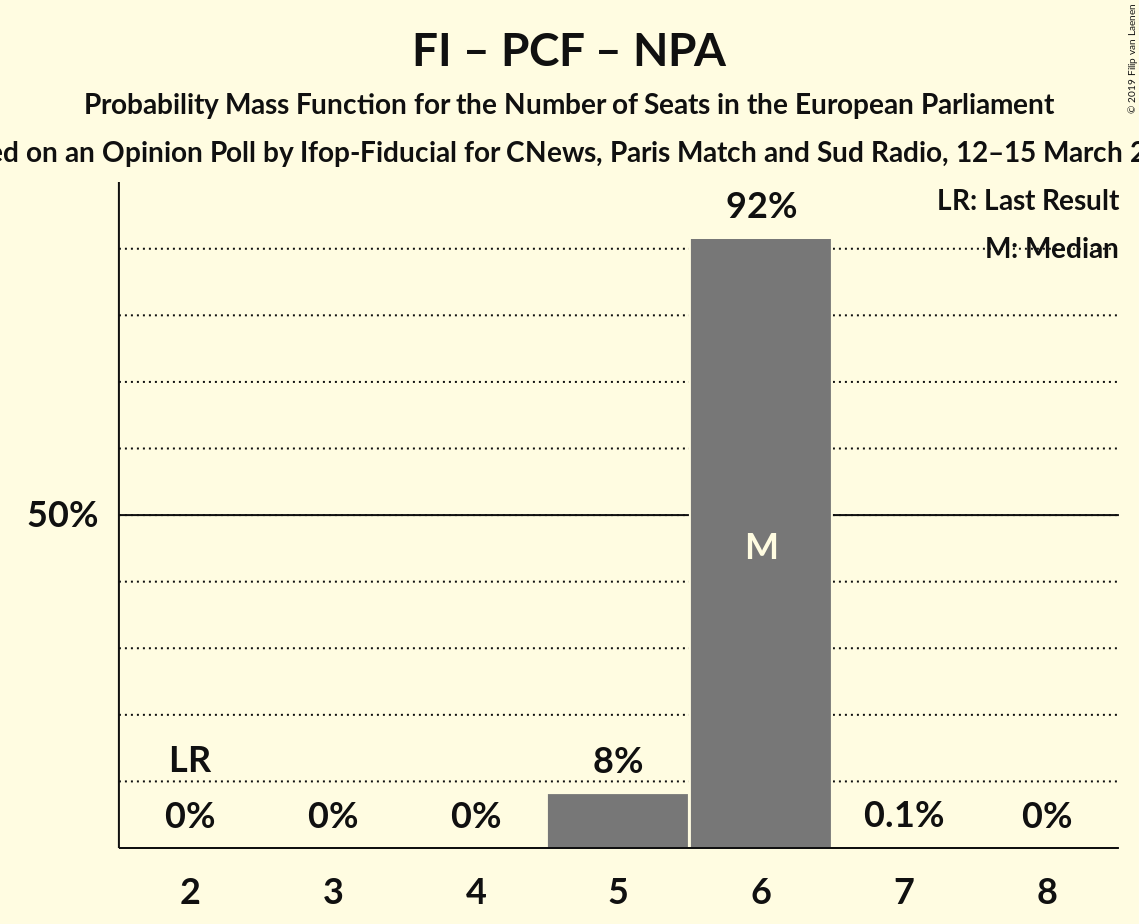 FI – PCF – NPA
Probability Mass Function for the Number of Seats in the European Parliament
on an Opinion Poll by Ifop-Fiducial for CNews, Paris Match and Sud Radio, 12–15 March
© 2019 Filip van Laenen
LR: Last Result
M: Median
92%
50%
M
LR
8%
0%
0%
0%
0.1%
0%
2
3
4
5
6
7
8